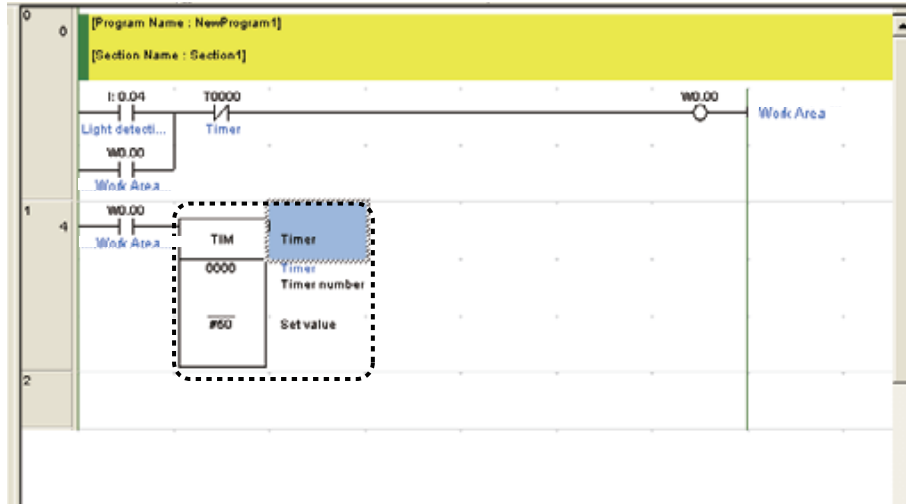 0
0
[Program Name : NewProgram1]
[Section Name : Section1]
I: 0.04 T0000 W0.00
Work Area
Light detecti... Timer
W0.00
Work Area
1
4
W0.00
Work Area
TIM Timer
0000 Timer
Timer number
#60 Set value
2